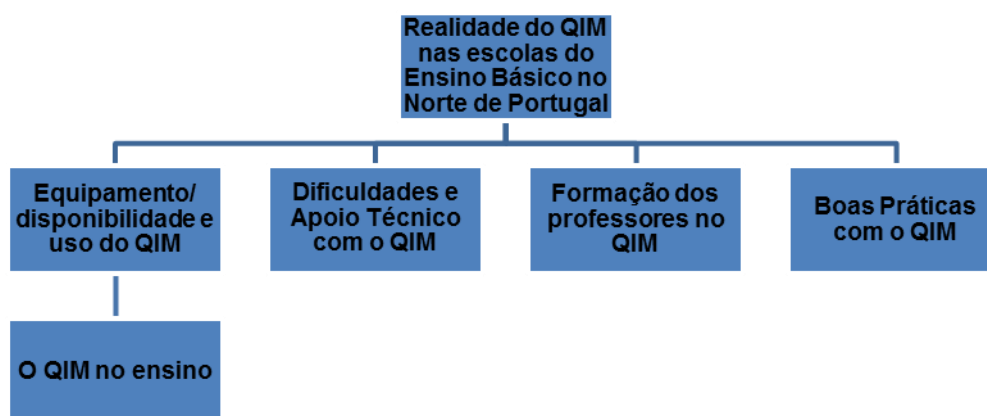 Realidade do QIM
nas escolas do
Ensino Básico no
Norte de Portugal
Equipamento/
disponibilidade e
uso do QIM
Dificuldades e
Apoio Técnico
com o QIM
Formação dos
professores no
QIM
Boas Práticas
com o QIM
O QIM no ensino